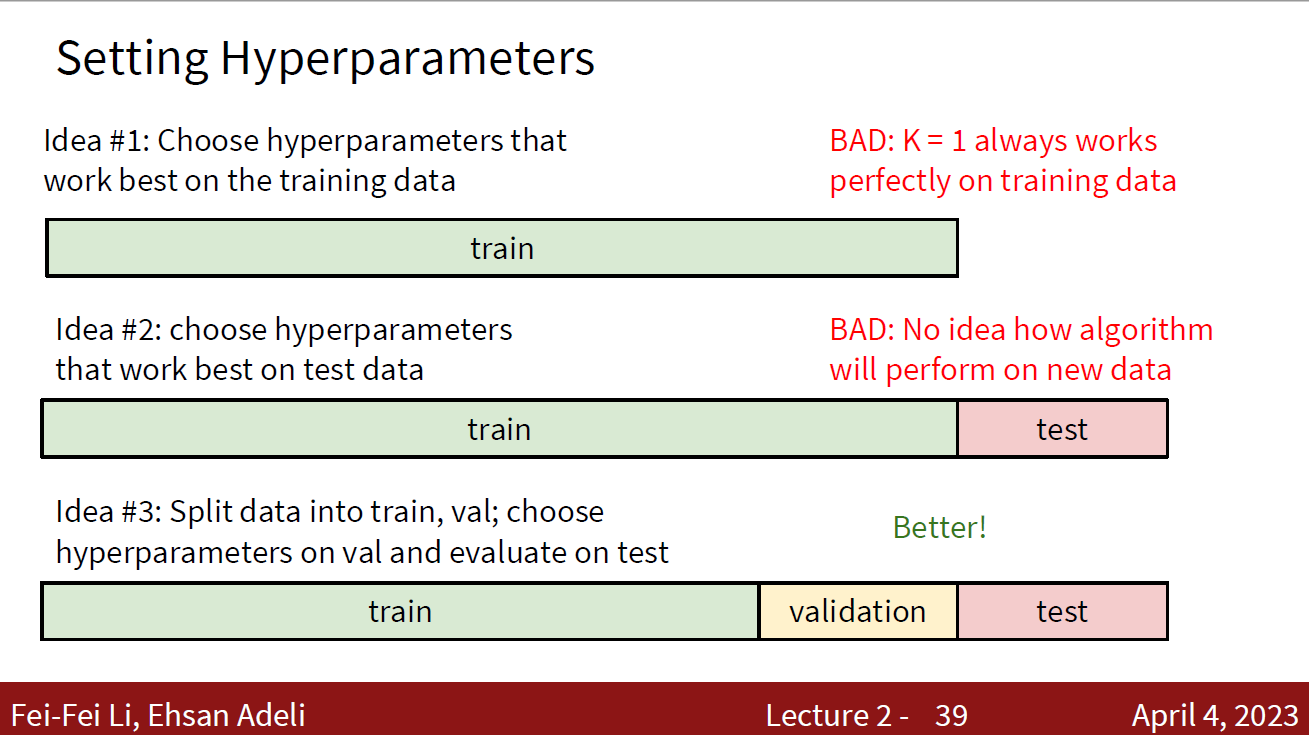 Setting Hyperparameters
Idea #1: Choose hyperparameters that
work best on the training data
BAD: K = 1 always works
perfectly on training data
train
Idea #2: choose hyperparameters
that work best on test data
BAD: No idea how algorithm
will perform on new data
train
test
Idea #3: Split data into train, val; choose
hyperparameters on val and evaluate on test
Better!
train
validation
test
Fei-Fei Li, Ehsan Adeli
Lecture 2 - 39
April 4, 2023